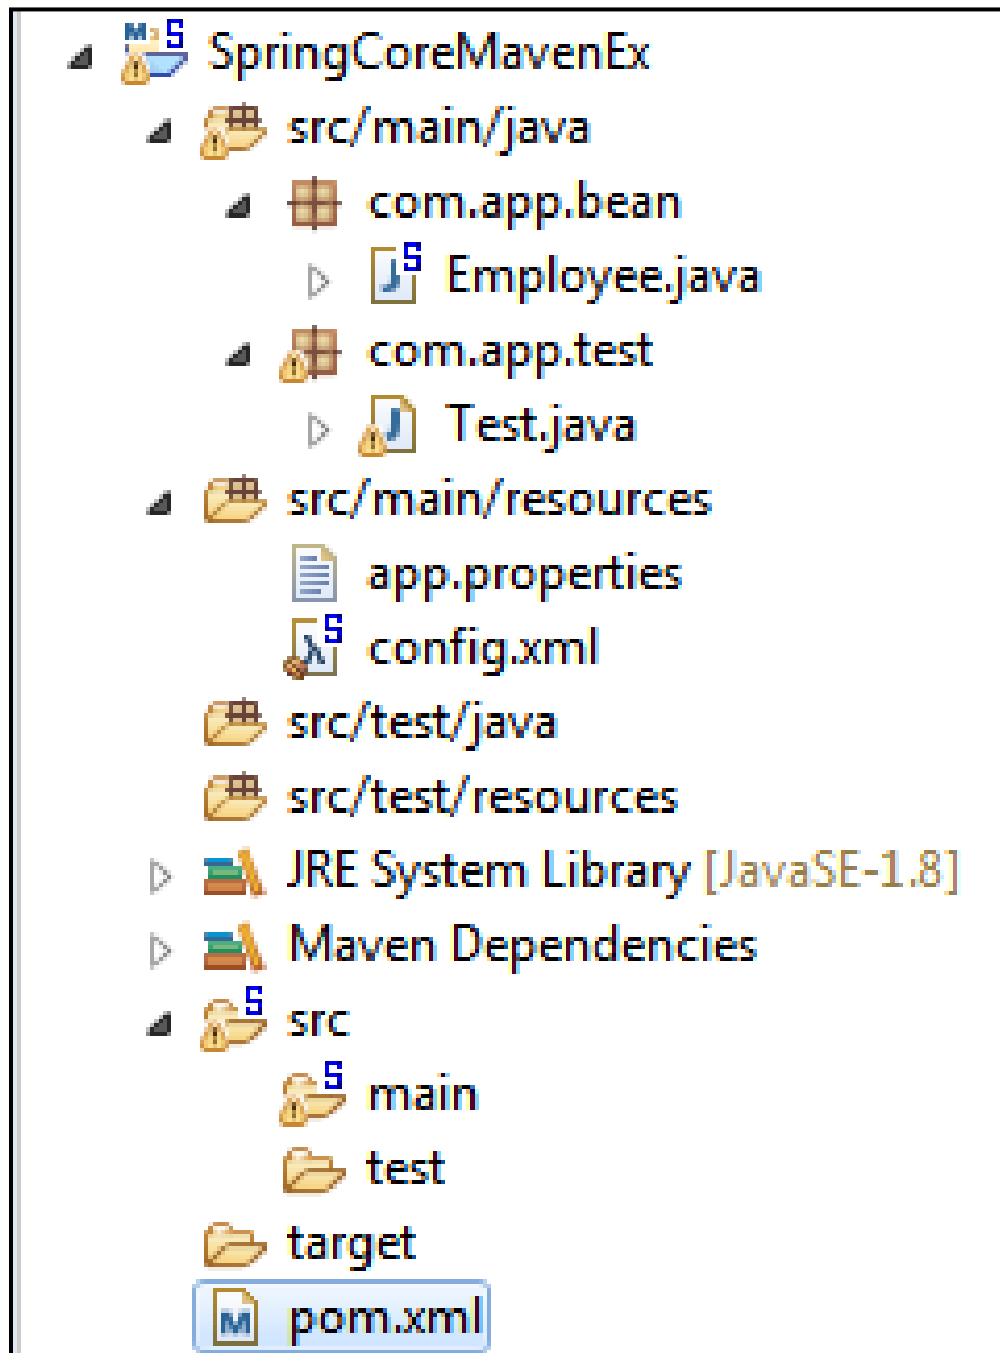 SpringCoreMavenEx
src/main/java
com.app.bean
Employee.java
com.app.test
Test.java
src/main/resources
app.properties
config.xml
src/test/java
src/test/resources
JRE System Library [JavaSE-1.8]
Maven Dependencies
src
main
test
target
pom.xml